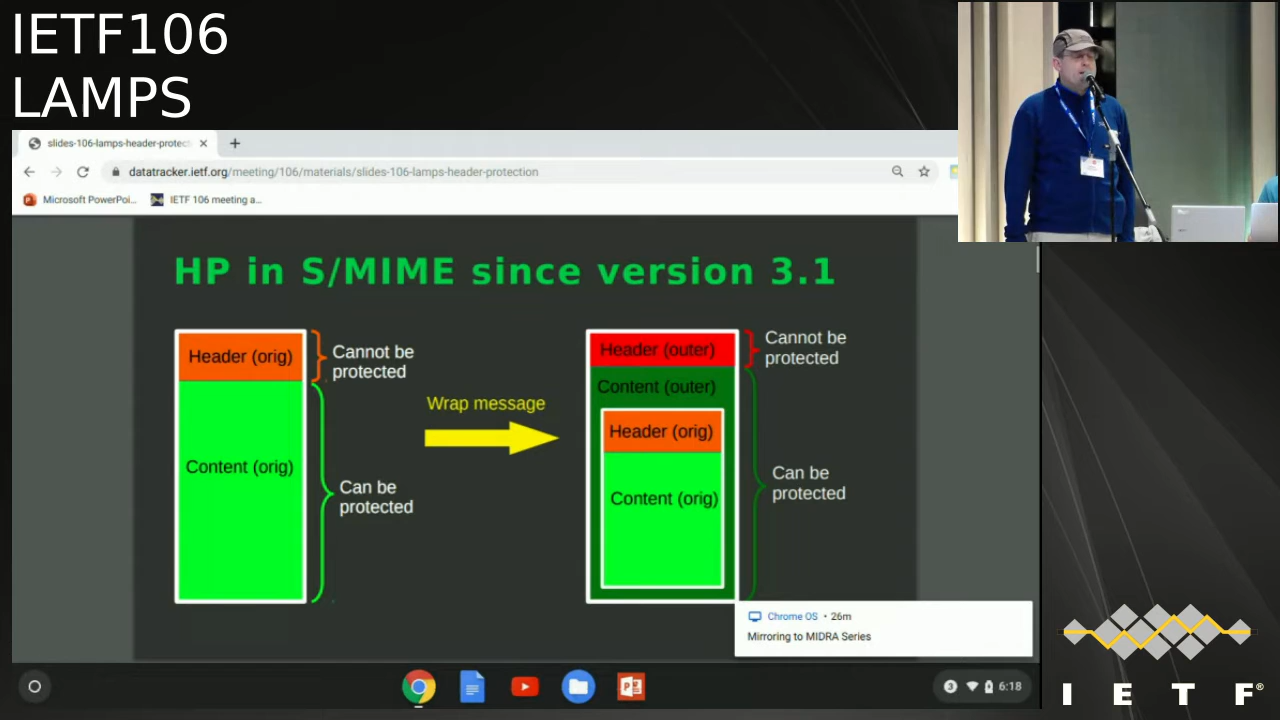 IETF106
LAMPS
slides-106-lamps-header-protec
datatracker.ietf.org/meeting/106/materials/slides-106-lamps-header-protection
Microsoft PowerPoi...
IETF 106 meeting a...
HP in S/MIME since version 3.1
Header (orig)
Cannot be
protected
Content (orig)
Can be
protected
Wrap message
Header (outer)
Cannot be
protected
Content (outer)
Header (orig)
Content (orig)
Can be
protected
Chrome OS • 26m
Mirroring to MIDRA Series
3
6:18
I E T F®